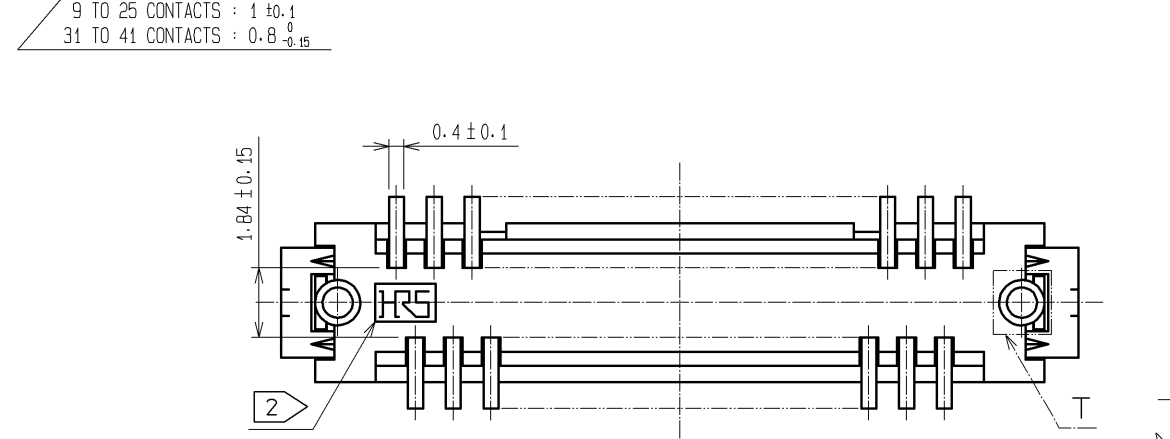 9 TO 25 CONTACTS : 1 ±0.1
31 TO 41 CONTACTS : 0.8 0 -0.15
0.4±0.1
1.84±0.15
HRS
2
T